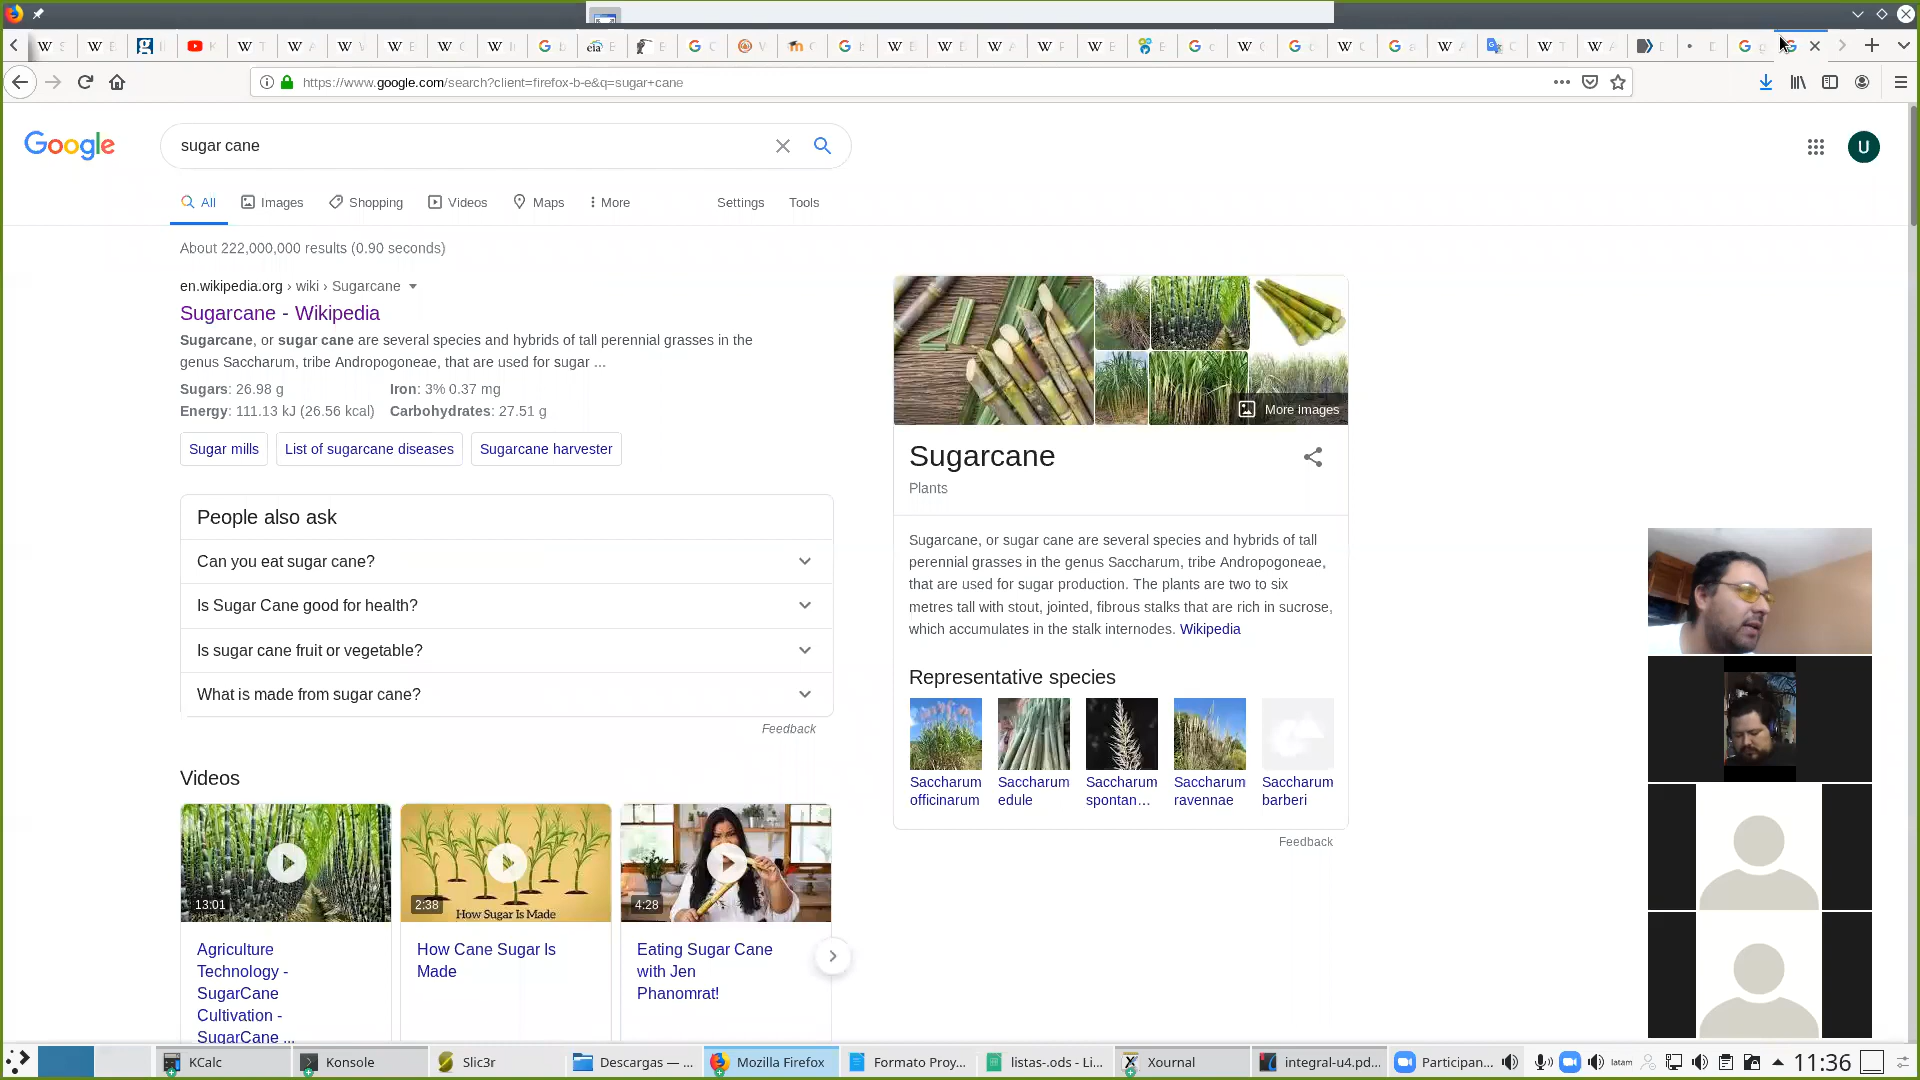 https://www.google.com/search?client=firefox-b-e&q=sugar+cane
Google
sugar cane
U
All
Images
Shopping
Videos
Maps
More
Settings
Tools
About 222,000,000 results (0.90 seconds)
en.wikipedia.org › wiki › Sugarcane
Sugarcane - Wikipedia
Sugarcane, or sugar cane are several species and hybrids of tall perennial grasses in the
genus Saccharum, tribe Andropogoneae, that are used for sugar ...
Sugars: 26.98 g
Iron: 3% 0.37 mg
Energy: 111.13 kJ (26.56 kcal)
Carbohydrates: 27.51 g
Sugar mills
List of sugarcane diseases
Sugarcane harvester
People also ask
Can you eat sugar cane?
Is Sugar Cane good for health?
Is sugar cane fruit or vegetable?
What is made from sugar cane?
Feedback
Videos
13:01
2:38
How Sugar Is Made
4:28
Agriculture
Technology -
SugarCane
Cultivation -
SugarCane ...
How Cane Sugar Is
Made
Eating Sugar Cane
with Jen
Phanomrat!
More images
Sugarcane
Plants
Sugarcane, or sugar cane are several species and hybrids of tall
perennial grasses in the genus Saccharum, tribe Andropogoneae,
that are used for sugar production. The plants are two to six
metres tall with stout, jointed, fibrous stalks that are rich in sucrose,
which accumulates in the stalk internodes. Wikipedia
Representative species
Saccharum
officinarum
Saccharum
edule
Saccharum
spontan...
Saccharum
ravennae
Saccharum
barberi
Feedback
KCalc
Konsole
Slic3r
Descargas — ...
Mozilla Firefox
Formato Proy...
listas-.ods - Li...
Xournal
integral-u4.pd...
Participan...
latam
11:36